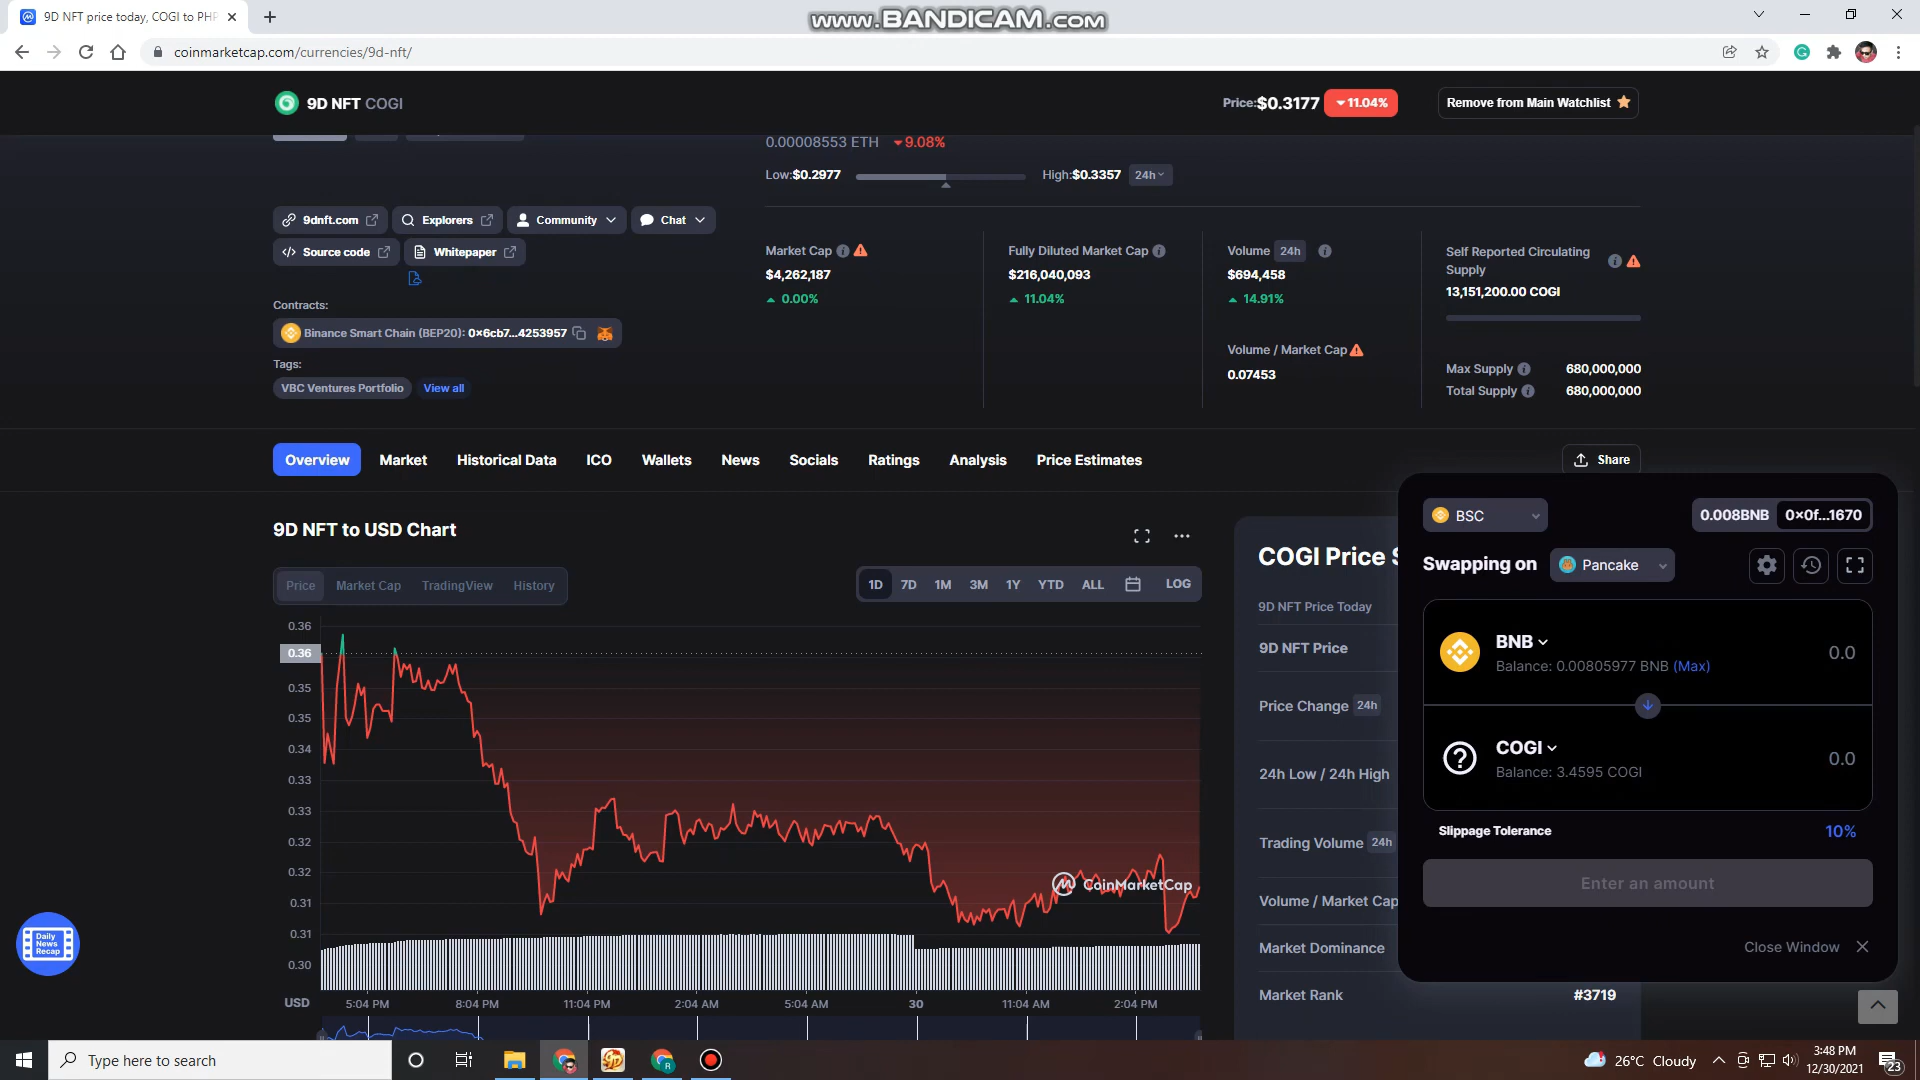 9D NFT price today, COGI to PHP
www.BANDICAM.com
coinmarketcap.com/currencies/9d-nft/
9D NFT COGI
Price:$0.3177
11.04%
Remove from Main Watchlist
0.00008553 ETH
9.08%
Low:$0.2977
High:$0.3357
24h
9dnft.com
Explorers
Community
Chat
Source code
Whitepaper
Contracts:
Binance Smart Chain (BEP20): 0x6cb7...4253957
Tags:
VBC Ventures Portfolio
View all
Market Cap
$4,262,187
0.00%
Fully Diluted Market Cap
$216,040,093
11.04%
Volume 24h
$694,458
14.91%
Volume / Market Cap
0.07453
Self Reported Circulating
Supply
13,151,200.00 COGI
Max Supply
680,000,000
Total Supply
680,000,000
Overview
Market
Historical Data
ICO
Wallets
News
Socials
Ratings
Analysis
Price Estimates
Share
9D NFT to USD Chart
Price
Market Cap
TradingView
History
1D
7D
1M
3M
1Y
YTD
ALL
LOG
0.36
0.36
0.35
0.35
0.34
0.33
0.33
0.32
0.32
0.31
0.31
0.30
CoinMarketCap
USD
5:04 PM
8:04 PM
11:04 PM
2:04 AM
5:04 AM
30
11:04 AM
2:04 PM
COGI Price S
9D NFT Price Today
9D NFT Price
Price Change 24h
24h Low / 24h High
Trading Volume 24h
Volume / Market Cap
Market Dominance
Market Rank
#3719
BSC
0.008BNB
0x0f...1670
Swapping on
Pancake
BNB
0.0
Balance: 0.00805977 BNB (Max)
COGI
0.0
Balance: 3.4595 COGI
Slippage Tolerance
10%
Enter an amount
Close Window
Daily
News
Recap
Type here to search
26°C Cloudy
3:48 PM
12/30/2021
23